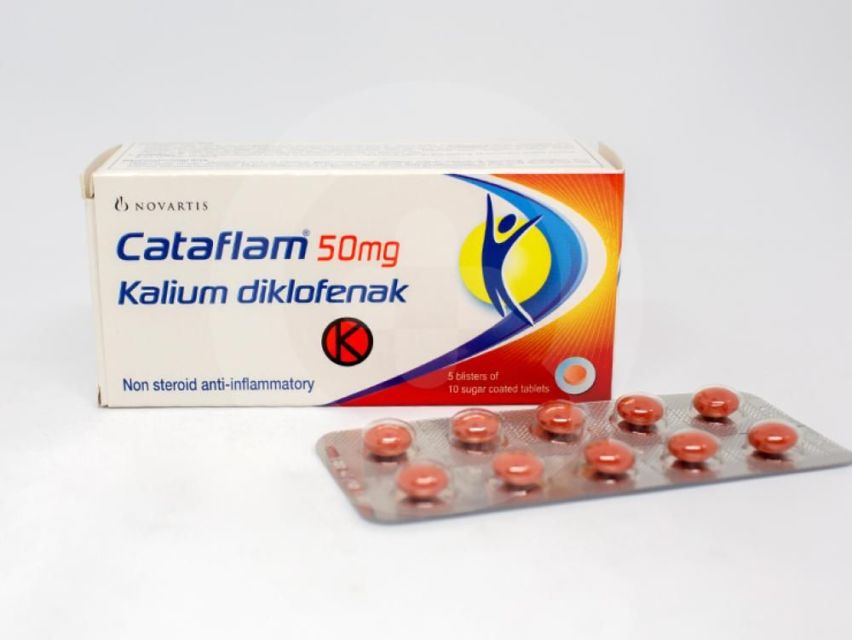 NOVARTIS
Cataflam® 50mg
Kalium diklofenak
K
Non steroid anti-inflammatory
5 blisters of
10 sugar coated tablets